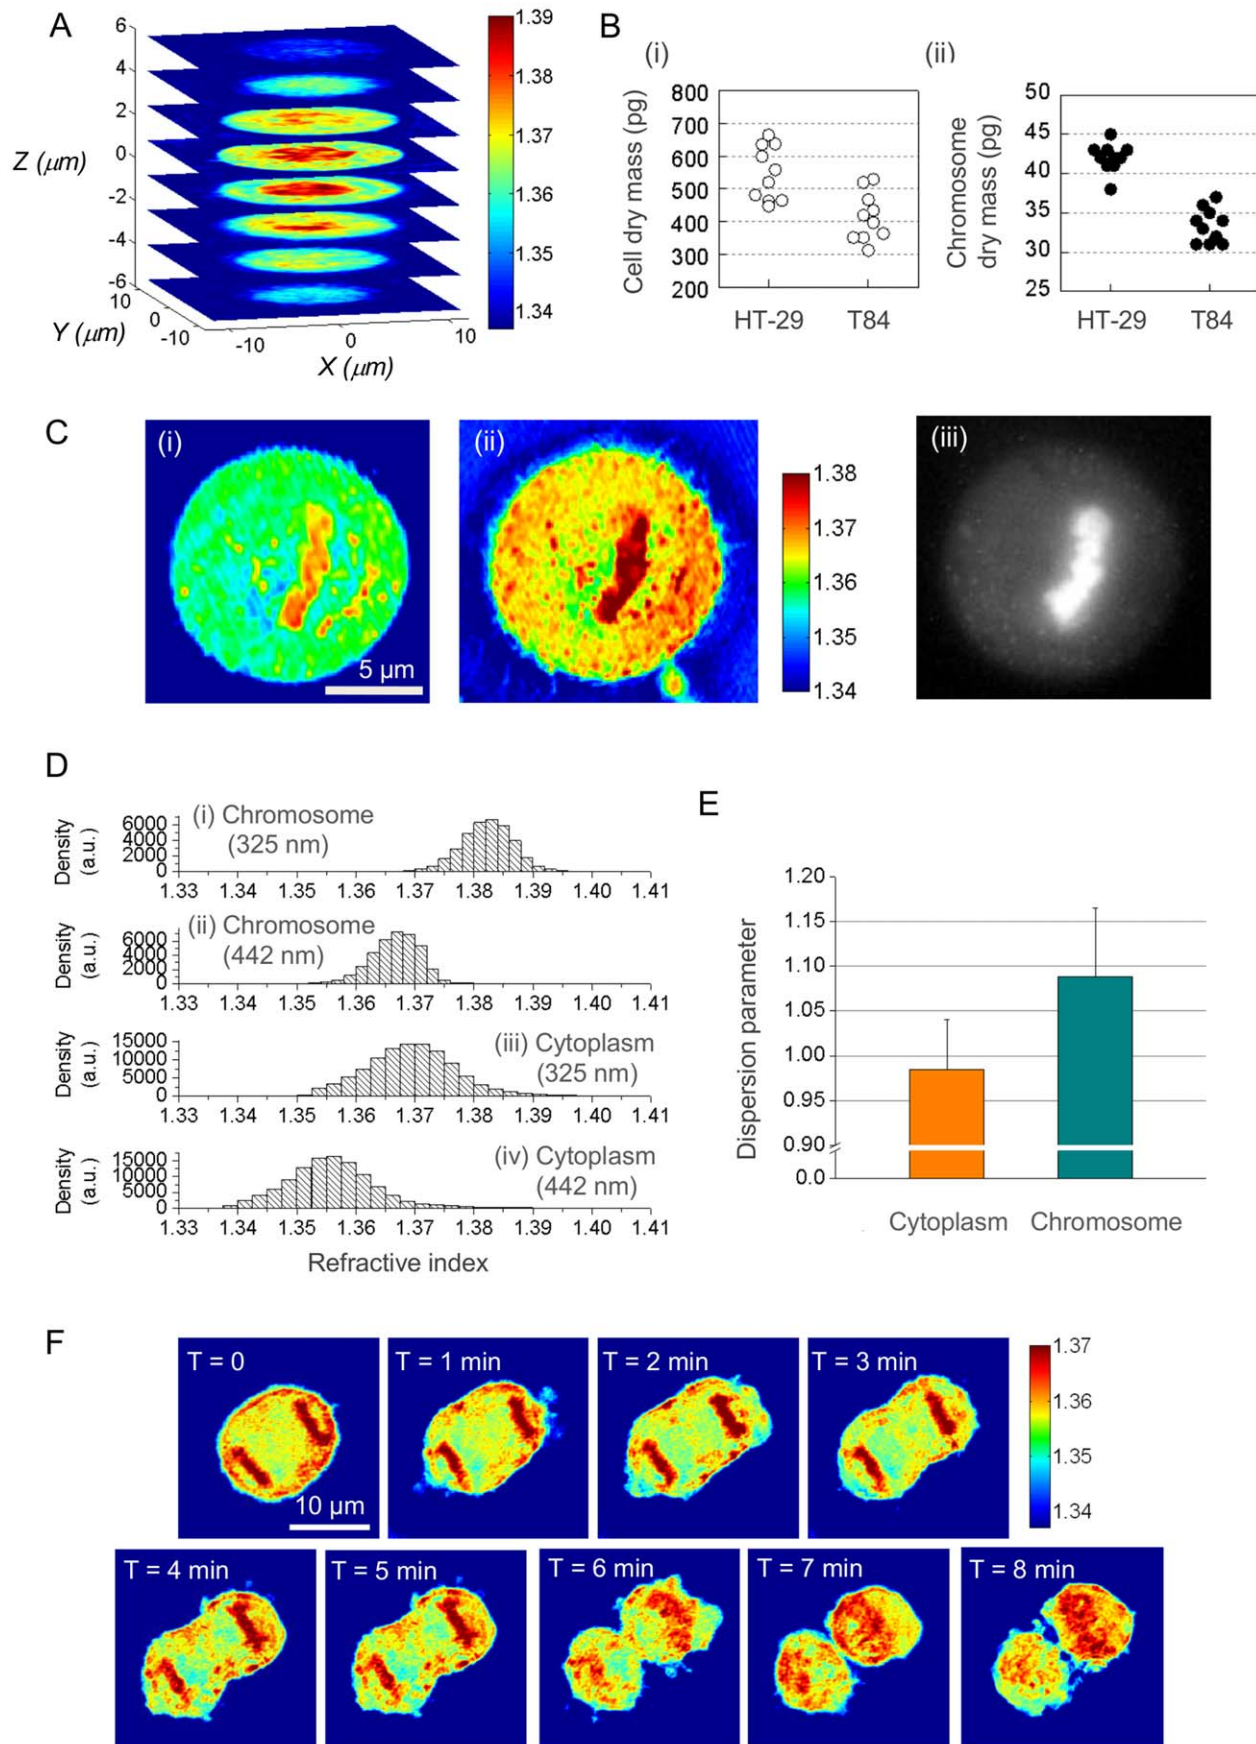 A
6
4
2
0
-2
-4
-6
Z (μm)
10
0
-10
Y (μm)
-10
0
10
X (μm)
1.39
1.38
1.37
1.36
1.35
1.34
B
(i)
Cell dry mass (pg)
800
700
600
500
400
300
200
HT-29 T84
(ii)
Chromosome
dry mass (pg)
50
45
40
35
30
25
HT-29 T84
C
(i)
5 μm
(ii)
1.38
1.37
1.36
1.35
1.34
(iii)
D
(i) Chromosome
(325 nm)
Density
(a.u.)
6000
4000
2000
0
1.33 1.34 1.35 1.36 1.37 1.38 1.39 1.40 1.41
(ii) Chromosome
(442 nm)
Density
(a.u.)
6000
4000
2000
0
1.33 1.34 1.35 1.36 1.37 1.38 1.39 1.40 1.41
(iii) Cytoplasm
(325 nm)
Density
(a.u.)
15000
10000
5000
0
1.33 1.34 1.35 1.36 1.37 1.38 1.39 1.40 1.41
(iv) Cytoplasm
(442 nm)
Density
(a.u.)
15000
10000
5000
0
1.33 1.34 1.35 1.36 1.37 1.38 1.39 1.40 1.41
Refractive index
E
Dispersion parameter
1.20
1.15
1.10
1.05
1.00
0.95
0.90
0.0
Cytoplasm Chromosome
F
T = 0
10 μm
T = 1 min
T = 2 min
T = 3 min
1.37
1.36
1.35
1.34
T = 4 min
T = 5 min
T = 6 min
T = 7 min
T = 8 min